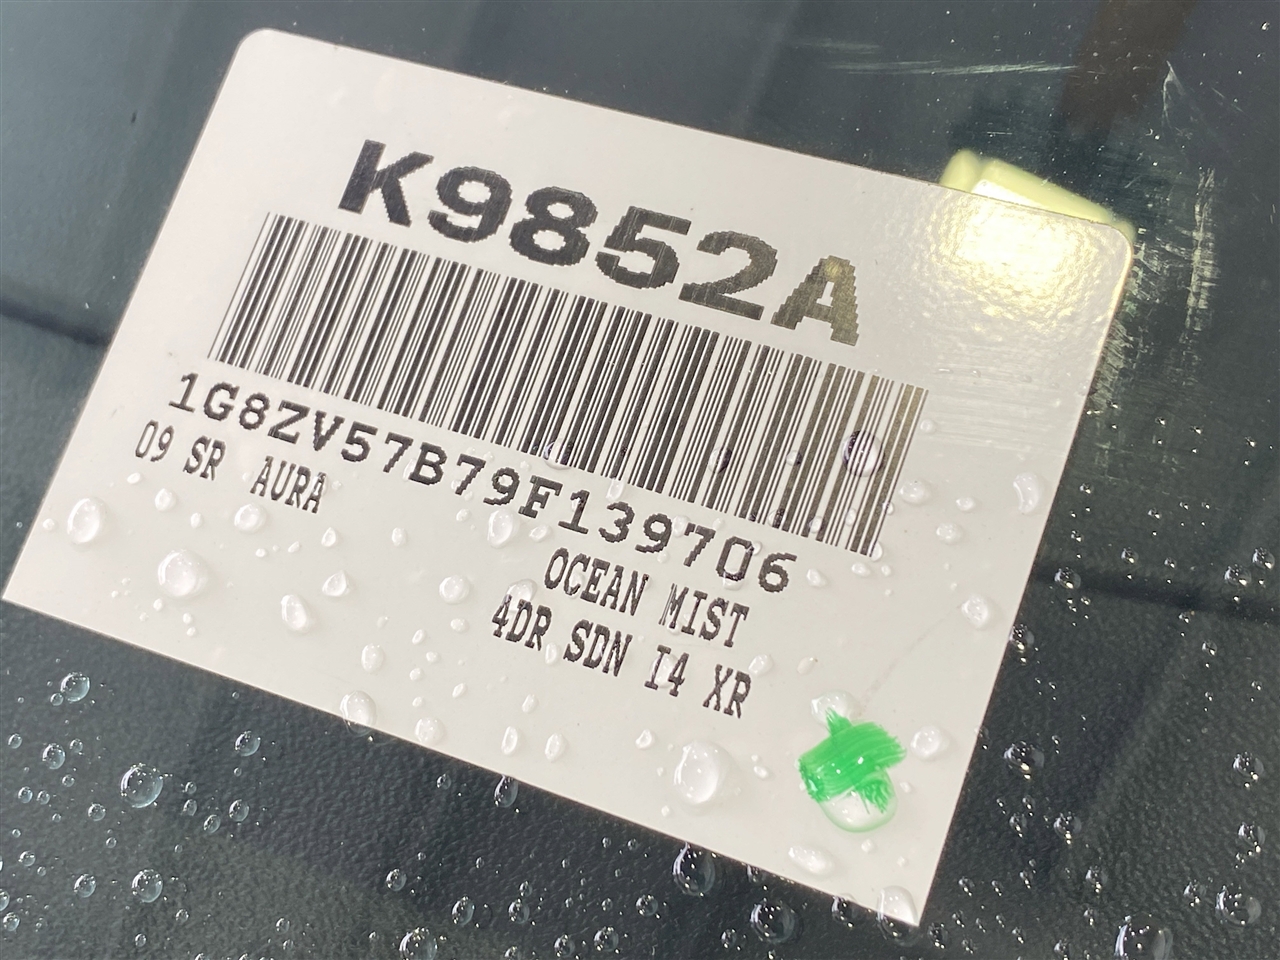 K9852A
1G8ZV57B79F139706
09 SR AURA
OCEAN MIST
4DR SDN I4 XR